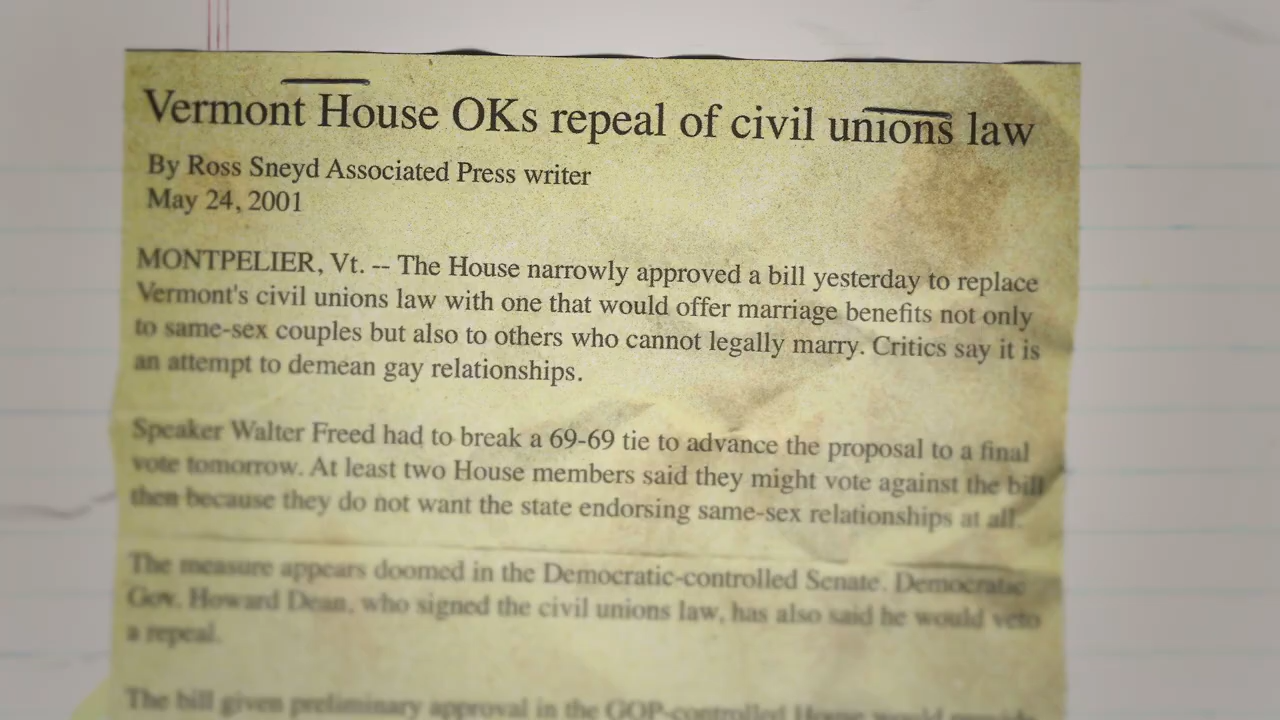 Vermont House OKs repeal of civil unions law
By Ross Sneyd Associated Press writer
May 24, 2001
MONTPELIER, Vt. -- The House narrowly approved a bill yesterday to replace
Vermont's civil unions law with one that would offer marriage benefits not only
to same-sex couples but also to others who cannot legally marry. Critics say it is
an attempt to demean gay relationships.
Speaker Walter Freed had to break a 69-69 tie to advance the proposal to a final
vote tomorrow. At least two House members said they might vote against the bill
then because they do not want the state endorsing same-sex relationships at all.
The measure appears doomed in the Democratic-controlled Senate. Democratic
Gov. Howard Dean, who signed the civil unions law, has also said he would veto
a repeal.
The bill given preliminary approval in the GOP-controlled House would provide